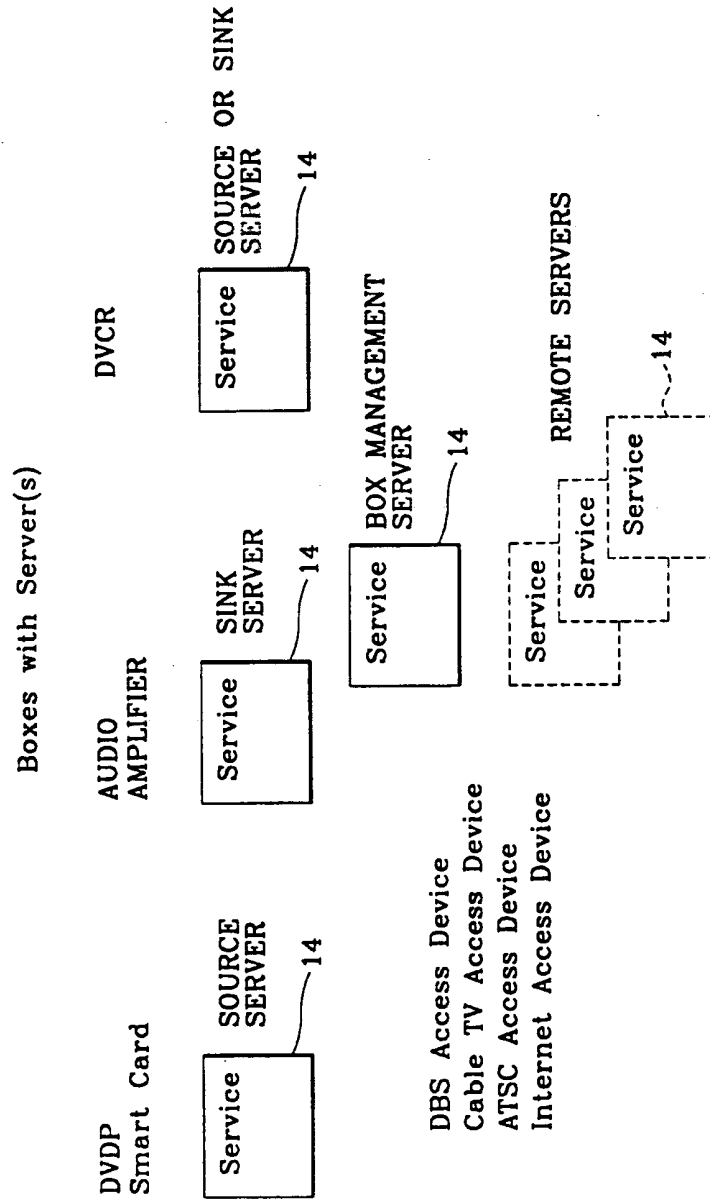 Boxes with Server(s)
DVDP
Smart Card
Service
SOURCE
SERVER
14
AUDIO
AMPLIFIER
Service
SINK
SERVER
14
DVCR
Service
SOURCE OR SINK
SERVER
14
DBS Access Device
Cable TV Access Device
ATSC Access Device
Internet Access Device
Service
BOX MANAGEMENT
SERVER
14
Service
Service
Service
REMOTE SERVERS
14